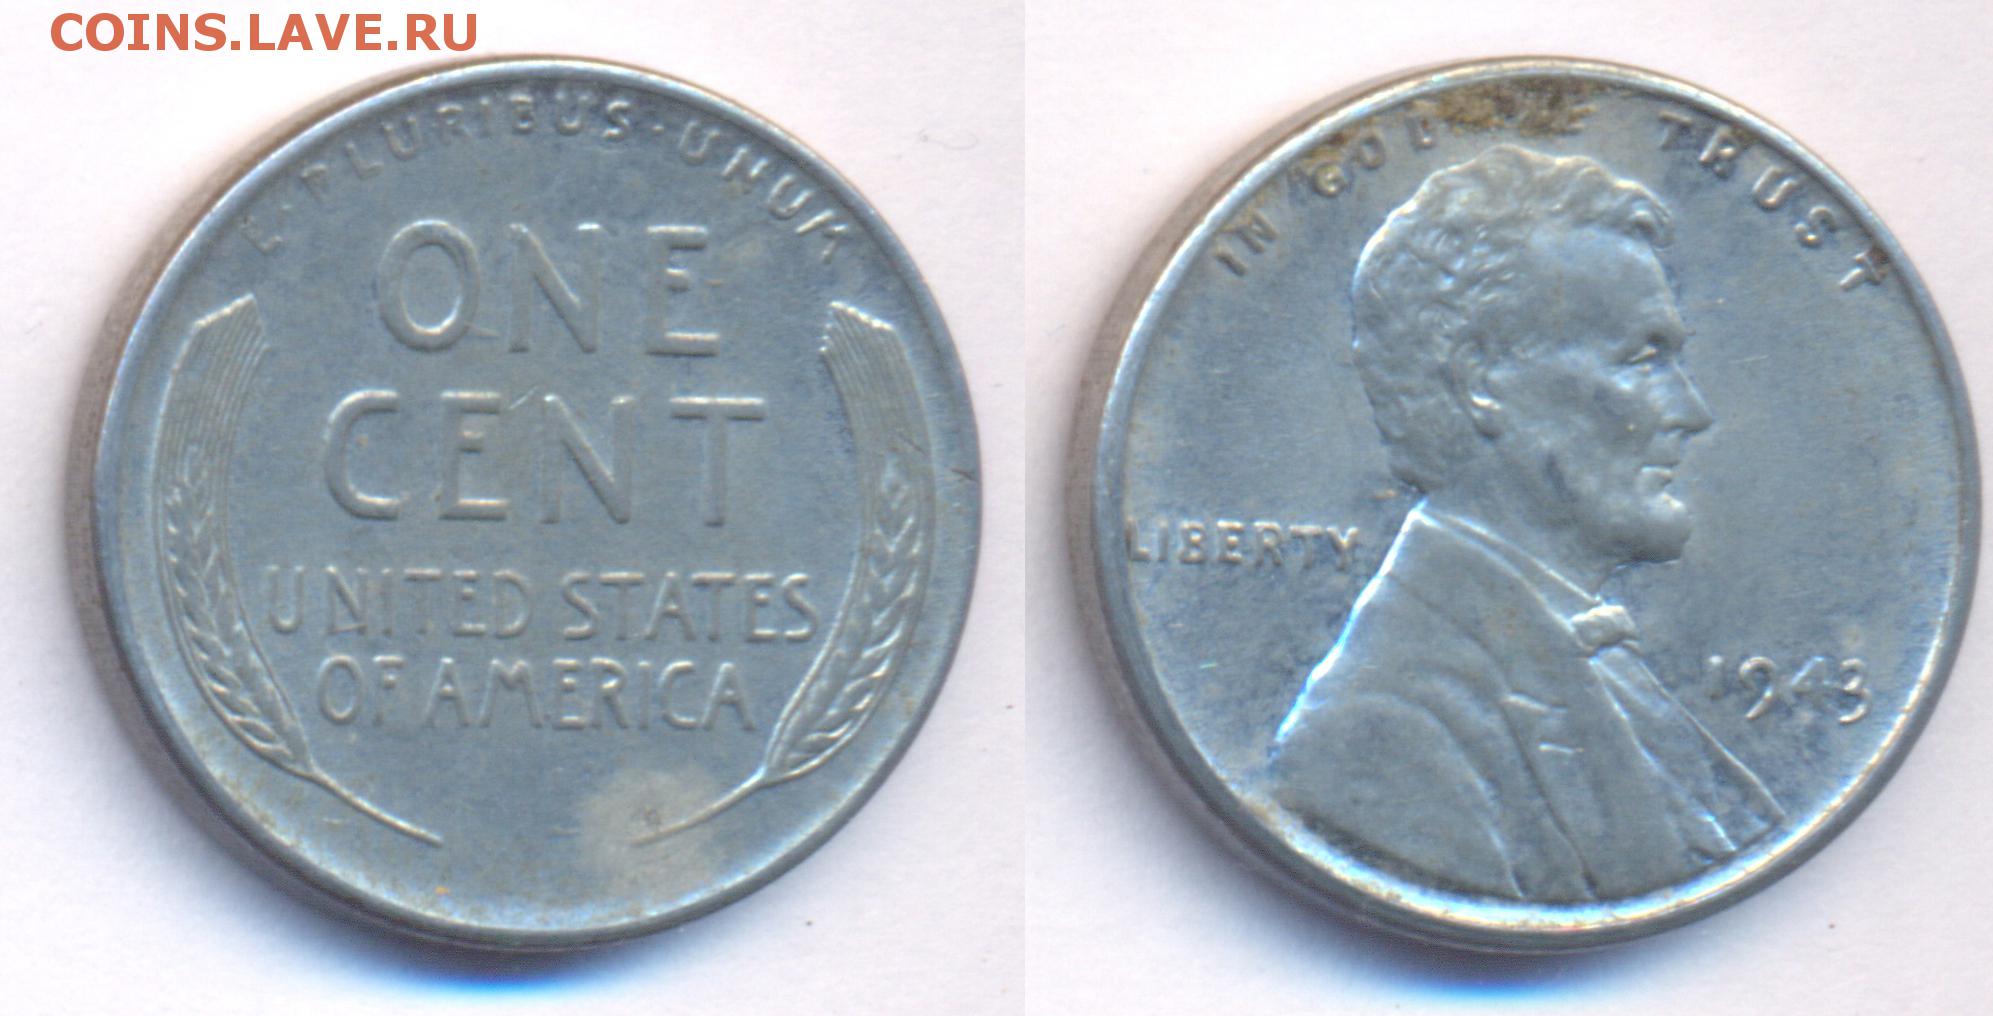 COINS.LAVE.RU
E·PLURIBUS·UNUM
ONE
CENT
UNITED STATES
OF AMERICA
IN GOD WE TRUST
LIBERTY
1943